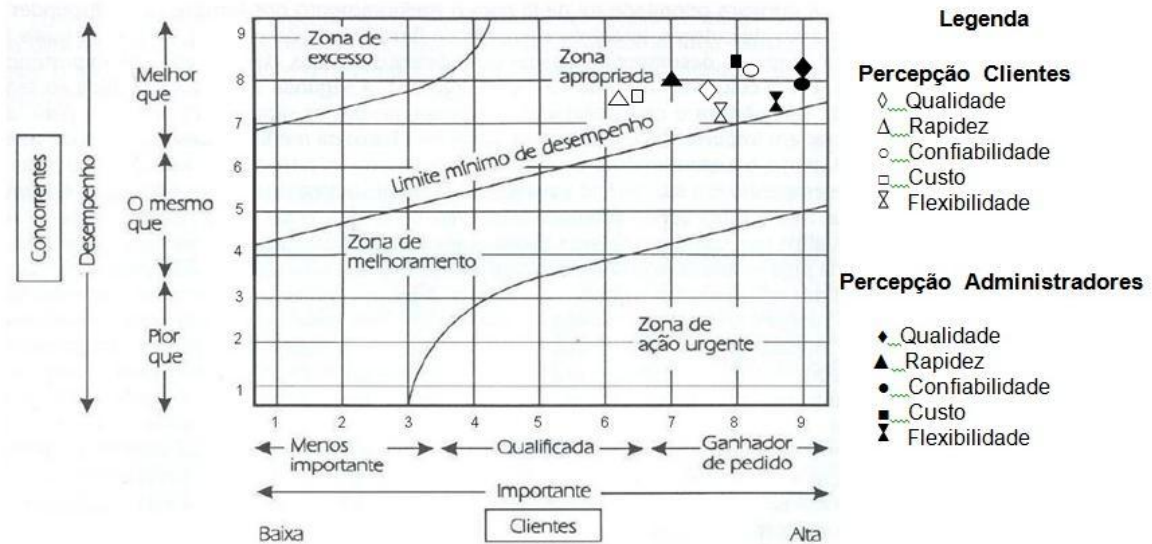 Legenda
Percepção Clientes
Qualidade
Rapidez
Confiabilidade
Custo
Flexibilidade
Percepção Administradores
Qualidade
Rapidez
Confiabilidade
Custo
Flexibilidade
Concorrentes
Desempenho
Melhor
que
O mesmo
que
Pior
que
9
8
7
6
5
4
3
2
1
Zona de
excesso
Zona
apropriada
Limite mínimo de desempenho
Zona de
melhoramento
Zona de
ação urgente
1 2 3 4 5 6 7 8 9
Menos
importante
Qualificada
Ganhador
de pedido
Importante
Baixa
Clientes
Alta